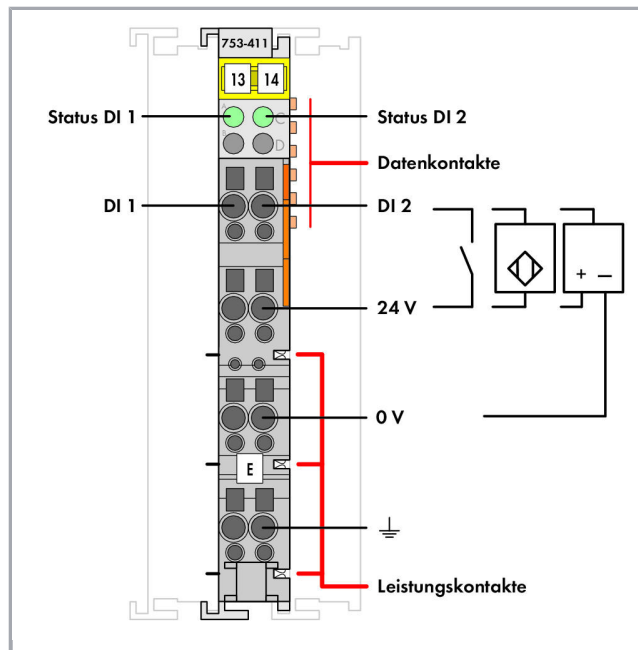 753-411
13 14
A C
B D
Status DI 1 Status DI 2
Datenkontakte
DI 1 DI 2
24 V
+ −
0 V
E
Leistungskontakte